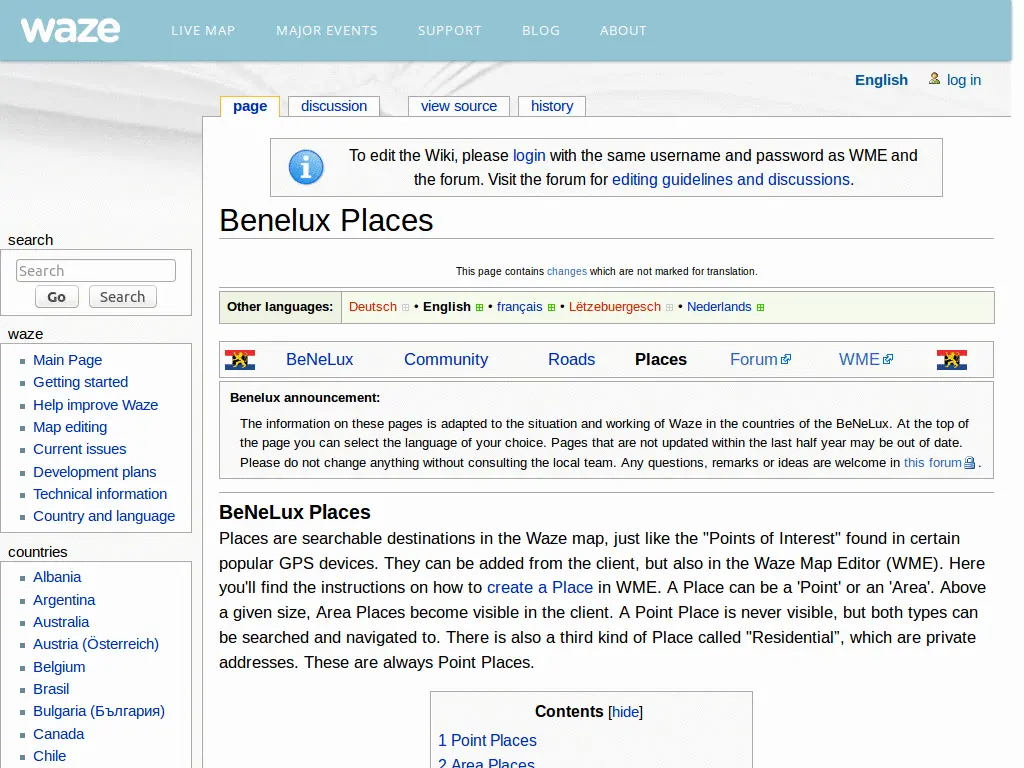 waze
LIVE MAP
MAJOR EVENTS
SUPPORT
BLOG
ABOUT
English
log in
page
discussion
view source
history
To edit the Wiki, please login with the same username and password as WME and
the forum. Visit the forum for editing guidelines and discussions.
Benelux Places
This page contains changes which are not marked for translation.
Other languages: Deutsch • English • français • Lëtzebuergesch • Nederlands
BeNeLux
Community
Roads
Places
Forum
WME
Benelux announcement:
The information on these pages is adapted to the situation and working of Waze in the countries of the BeNeLux. At the top of
the page you can select the language of your choice. Pages that are not updated within the last half year may be out of date.
Please do not change anything without consulting the local team. Any questions, remarks or ideas are welcome in this forum.
BeNeLux Places
Places are searchable destinations in the Waze map, just like the "Points of Interest" found in certain
popular GPS devices. They can be added from the client, but also in the Waze Map Editor (WME). Here
you'll find the instructions on how to create a Place in WME. A Place can be a 'Point' or an 'Area'. Above
a given size, Area Places become visible in the client. A Point Place is never visible, but both types can
be searched and navigated to. There is also a third kind of Place called "Residential”, which are private
addresses. These are always Point Places.
Contents [hide]
1 Point Places
2 Area Places
search
Search
Go
Search
waze
Main Page
Getting started
Help improve Waze
Map editing
Current issues
Development plans
Technical information
Country and language
countries
Albania
Argentina
Australia
Austria (Österreich)
Belgium
Brasil
Bulgaria (България)
Canada
Chile